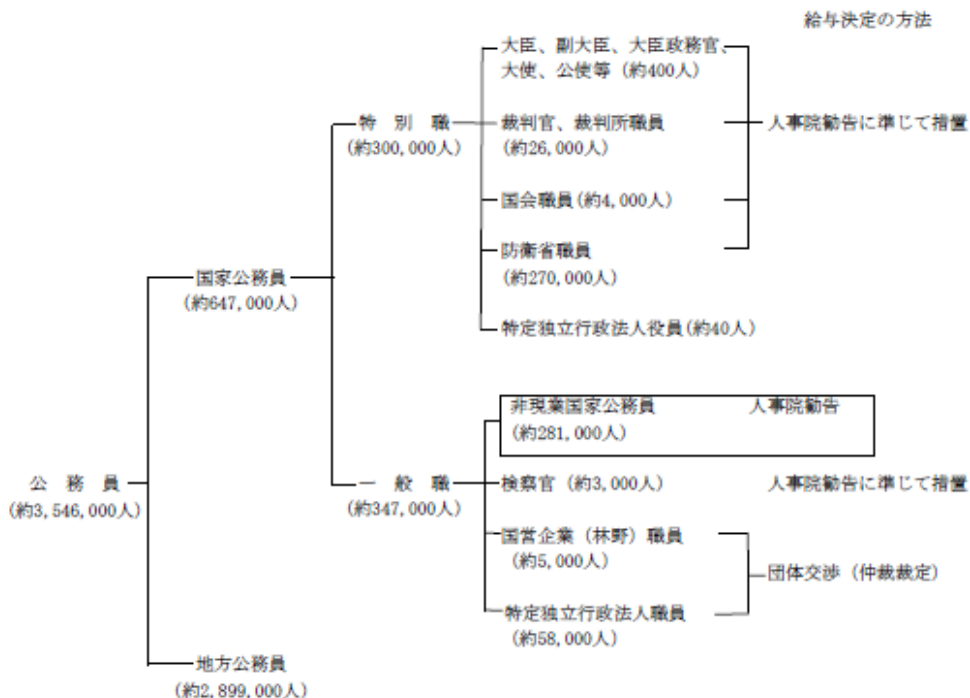 給与決定の方法
大臣、副大臣、大臣政務官、
大使、公使等（約400人）
特 別 職
(約300,000人)
裁判官、裁判所職員
(約26,000人)
人事院勧告に準じて措置
国会職員(約4,000人)
防衛省職員
(約270,000人)
国家公務員
(約647,000人)
特定独立行政法人役員(約40人)
非現業国家公務員 人事院勧告
(約281,000人)
公 務 員
(約3,546,000人)
一 般 職
(約347,000人)
検察官（約3,000人） 人事院勧告に準じて措置
国営企業（林野）職員
(約5,000人)
団体交渉（仲裁裁定）
特定独立行政法人職員
(約58,000人)
地方公務員
(約2,899,000人)